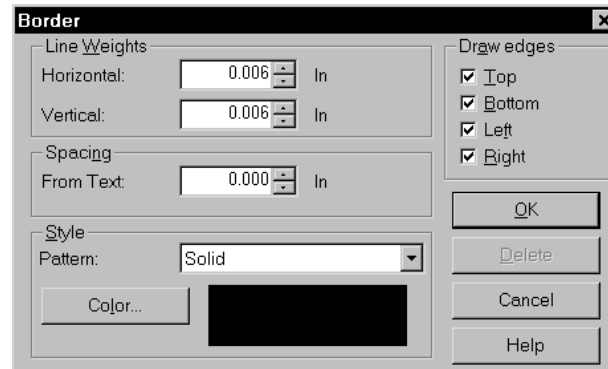 Border
Line Weights
Horizontal: 0.006 In
Vertical: 0.006 In
Spacing
From Text: 0.000 In
Style
Pattern: Solid
Color...
Draw edges
Top
Bottom
Left
Right
OK
Delete
Cancel
Help